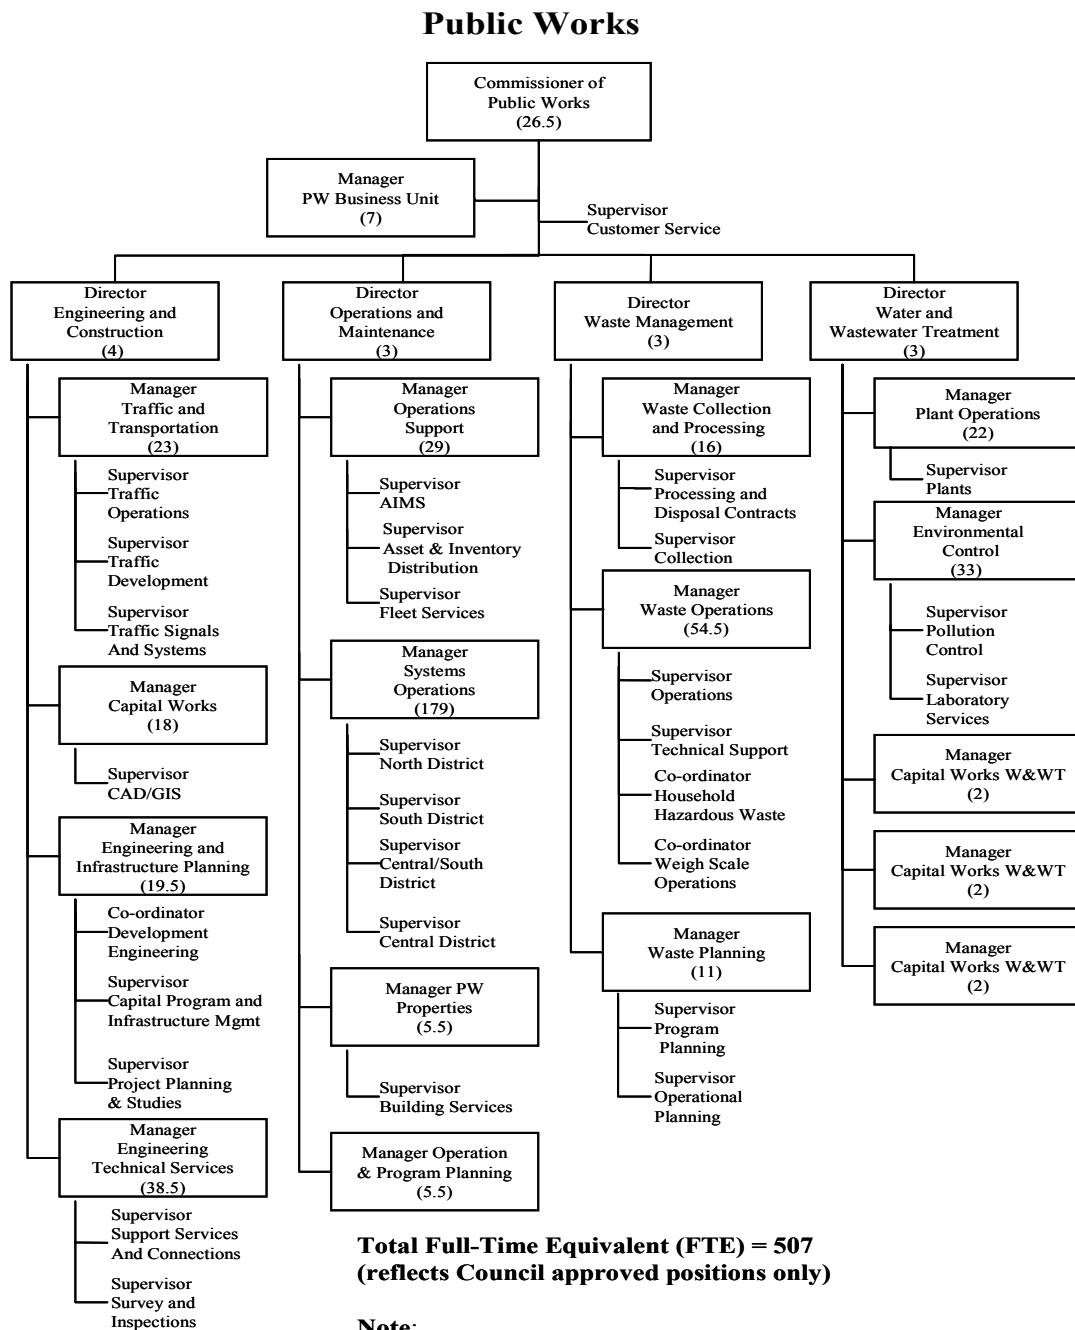 Public Works
Commissioner of
Public Works
(26.5)
Manager
PW Business Unit
(7)
Supervisor
Customer Service
Director
Engineering and
Construction
(4)
Manager
Traffic and
Transportation
(23)
Supervisor
Traffic
Operations
Supervisor
Traffic
Development
Supervisor
Traffic Signals
And Systems
Manager
Capital Works
(18)
Supervisor
CAD/GIS
Manager
Engineering and
Infrastructure Planning
(19.5)
Co-ordinator
Development
Engineering
Supervisor
Capital Program and
Infrastructure Mgmt
Supervisor
Project Planning
& Studies
Manager
Engineering
Technical Services
(38.5)
Supervisor
Support Services
And Connections
Supervisor
Survey and
Inspections
Director
Operations and
Maintenance
(3)
Manager
Operations
Support
(29)
Supervisor
AIMS
Supervisor
Asset & Inventory
Distribution
Supervisor
Fleet Services
Manager
Systems
Operations
(179)
Supervisor
North District
Supervisor
South District
Supervisor
Central/South
District
Supervisor
Central District
Manager PW
Properties
(5.5)
Supervisor
Building Services
Manager Operation
& Program Planning
(5.5)
Director
Waste Management
(3)
Manager
Waste Collection
and Processing
(16)
Supervisor
Processing and
Disposal Contracts
Supervisor
Collection
Manager
Waste Operations
(54.5)
Supervisor
Operations
Supervisor
Technical Support
Co-ordinator
Household
Hazardous Waste
Co-ordinator
Weigh Scale
Operations
Manager
Waste Planning
(11)
Supervisor
Program
Planning
Supervisor
Operational
Planning
Director
Water and
Wastewater Treatment
(3)
Manager
Plant Operations
(22)
Supervisor
Plants
Manager
Environmental
Control
(33)
Supervisor
Pollution
Control
Supervisor
Laboratory
Services
Manager
Capital Works W&WT
(2)
Manager
Capital Works W&WT
(2)
Manager
Capital Works W&WT
(2)
Total Full-Time Equivalent (FTE) = 507
(reflects Council approved positions only)
Note: